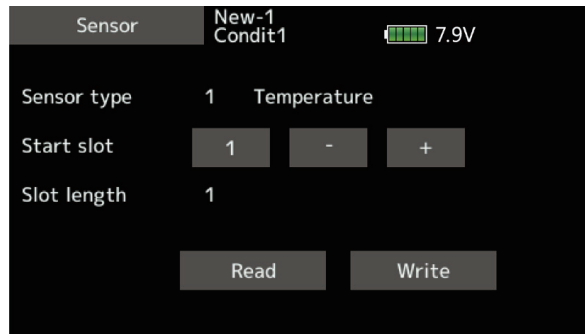 Sensor
New-1
Condit1
7.9V
Sensor type 1 Temperature
Start slot 1 - +
Slot length 1
Read Write